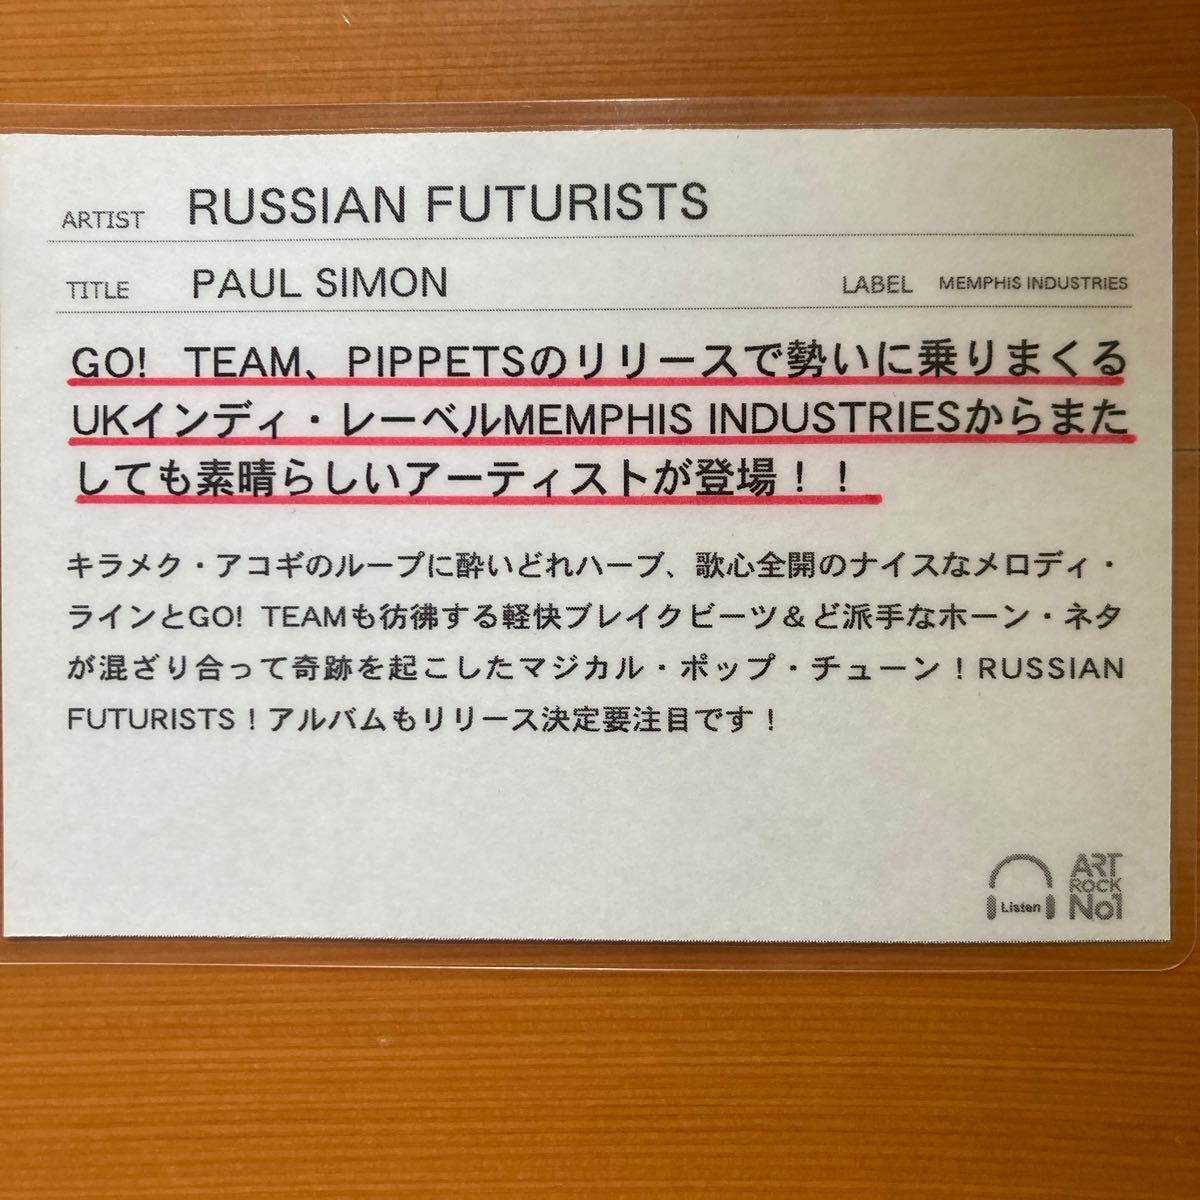 ARTIST RUSSIAN FUTURISTS
TITLE PAUL SIMON LABEL MEMPHIS INDUSTRIES
GO! TEAM、PIPPETSのリリースで勢いに乗りまくる
UKインディ・レーベルMEMPHIS INDUSTRIESからまた
しても素晴らしいアーティストが登場！！
キラメク・アコギのループに酔いどれハープ、歌心全開のナイスなメロディ・
ラインとGO! TEAMも彷彿する軽快ブレイクビーツ＆ど派手なホーン・ネタ
が混ざり合って奇跡を起こしたマジカル・ポップ・チューン！RUSSIAN
FUTURISTS！アルバムもリリース決定要注目です！
Listen
ART
ROCK
No1